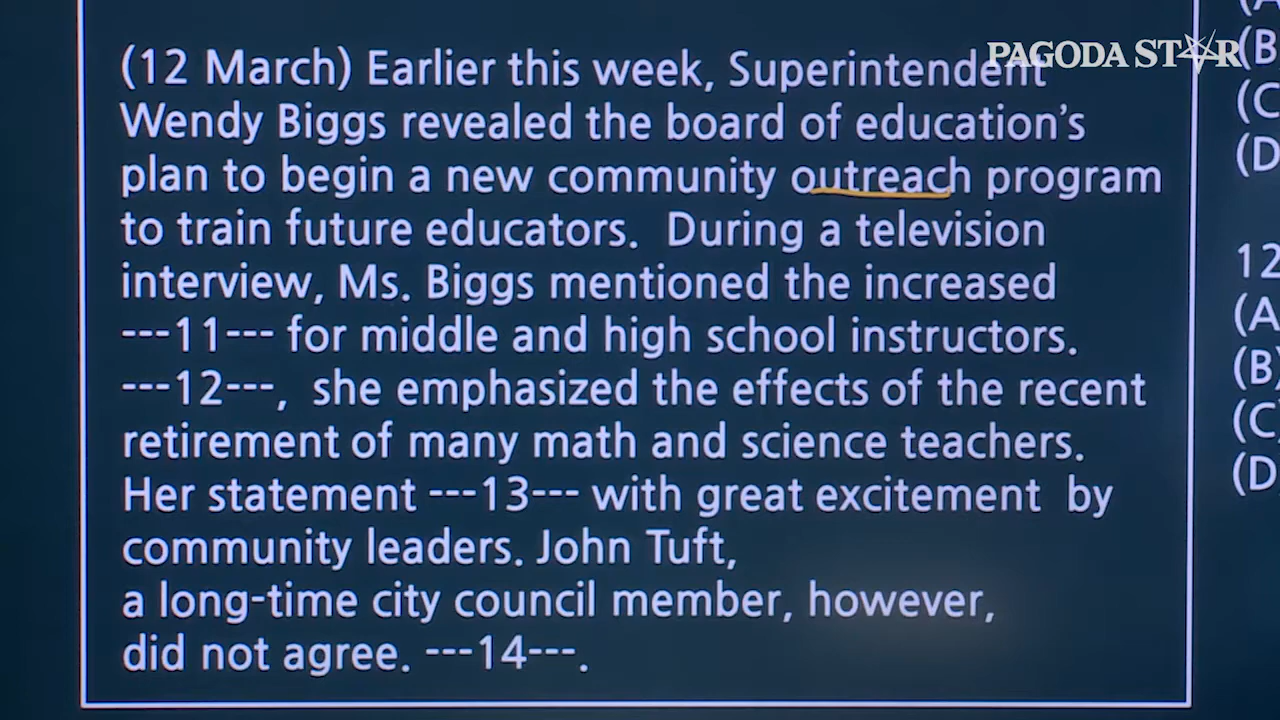 PAGODA STAR
(12 March) Earlier this week, Superintendent
Wendy Biggs revealed the board of education's
plan to begin a new community outreach program
to train future educators. During a television
interview, Ms. Biggs mentioned the increased
---11--- for middle and high school instructors.
---12---, she emphasized the effects of the recent
retirement of many math and science teachers.
Her statement ---13--- with great excitement by
community leaders. John Tuft,
a long-time city council member, however,
did not agree. ---14---.
(A
(B
(C
(D
12
(A
(B)
(C
(D